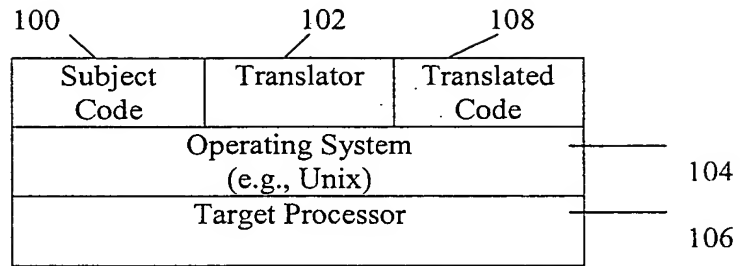 100 102 108
Subject Code
Translator
Translated Code
Operating System
(e.g., Unix)
104
Target Processor
106